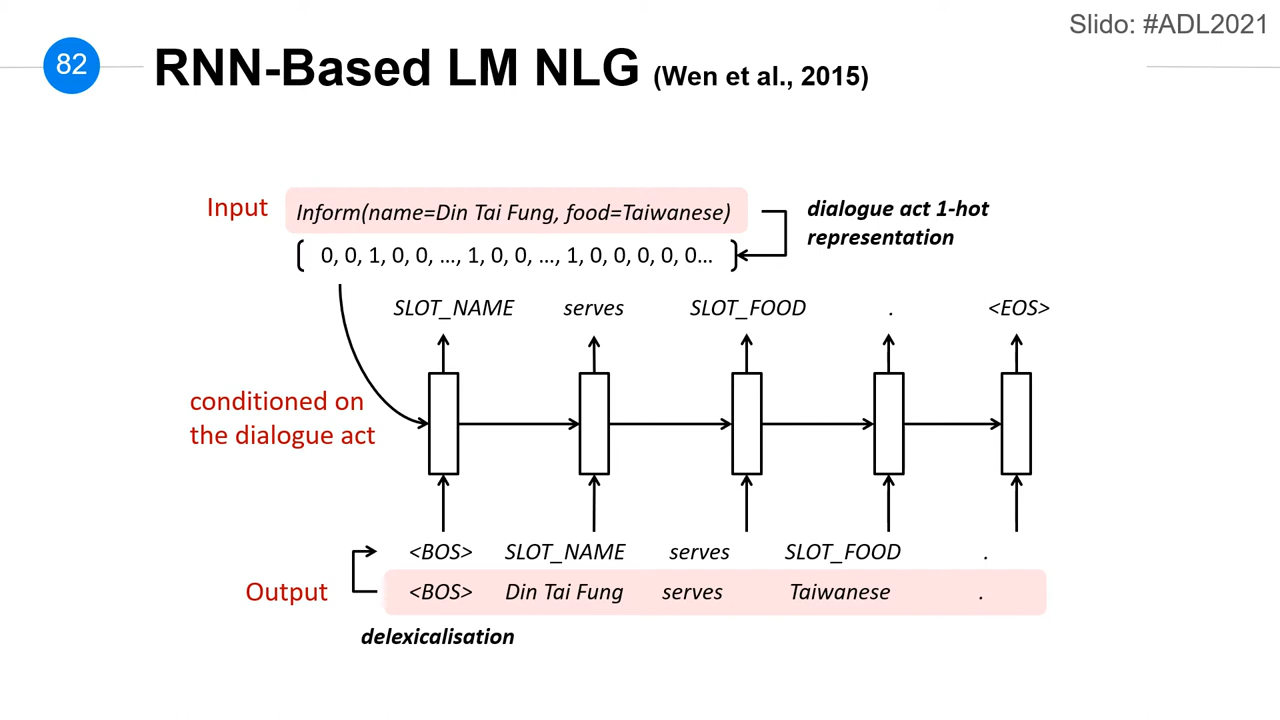 Slido: #ADL2021
82
RNN-Based LM NLG (Wen et al., 2015)
Input
Inform(name=Din Tai Fung, food=Taiwanese)
dialogue act 1-hot
representation
0, 0, 1, 0, 0, …, 1, 0, 0, …, 1, 0, 0, 0, 0, 0…
SLOT_NAME serves SLOT_FOOD . <EOS>
conditioned on
the dialogue act
<BOS> SLOT_NAME serves SLOT_FOOD .
Output
<BOS> Din Tai Fung serves Taiwanese .
delexicalisation